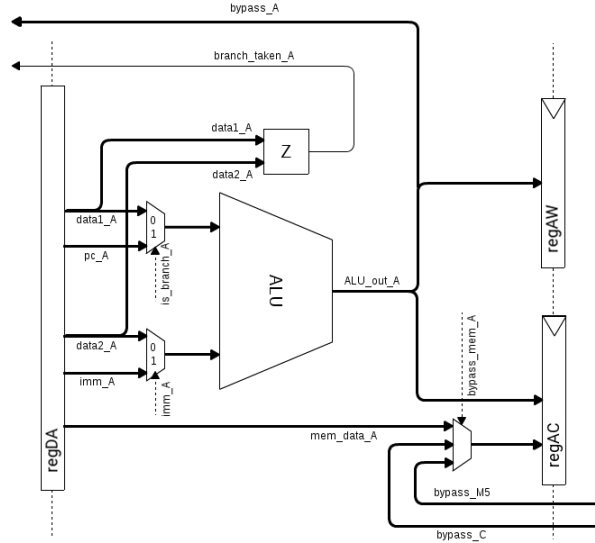 bypass_A
branch_taken_A
data1_A
Z
data2_A
data1_A
0
1
pc_A
is_branch_A
ALU
ALU_out_A
regAW
data2_A
0
1
imm_A
imm_A
bypass_mem_A
regDA
mem_data_A
regAC
bypass_M5
bypass_C